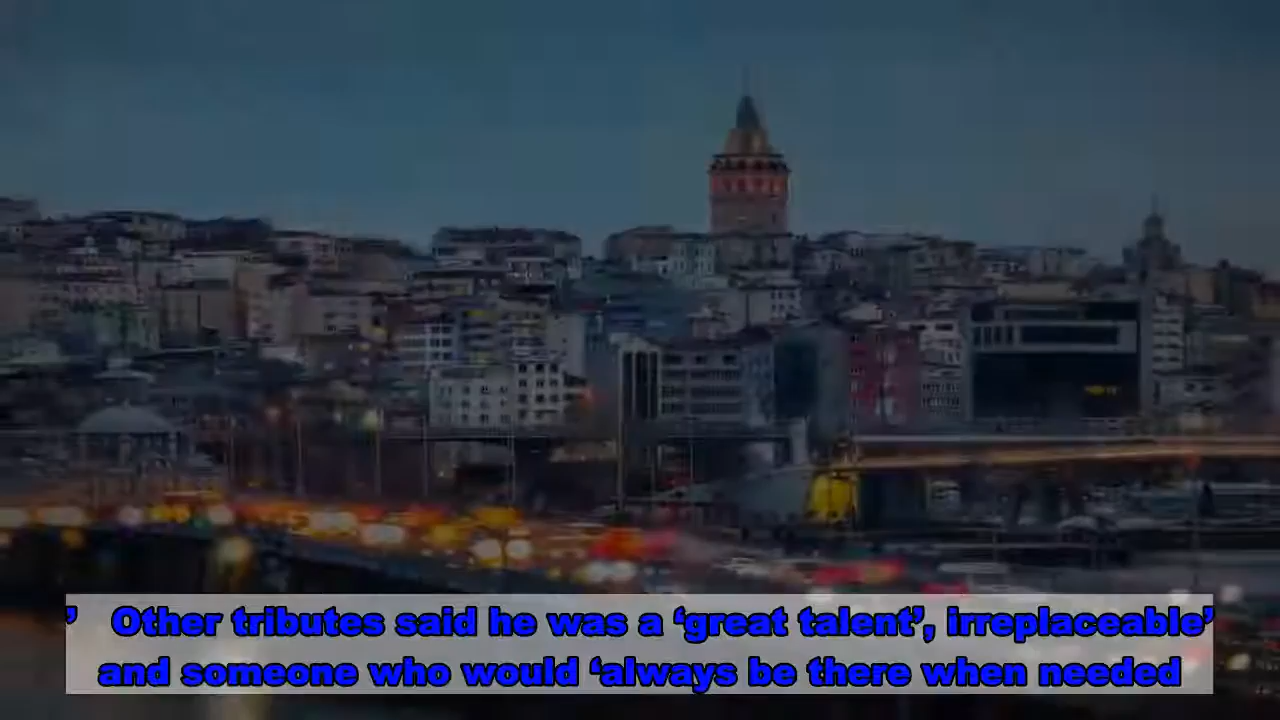 ’ Other tributes said he was a ‘great talent’, irreplaceable’
and someone who would ‘always be there when needed